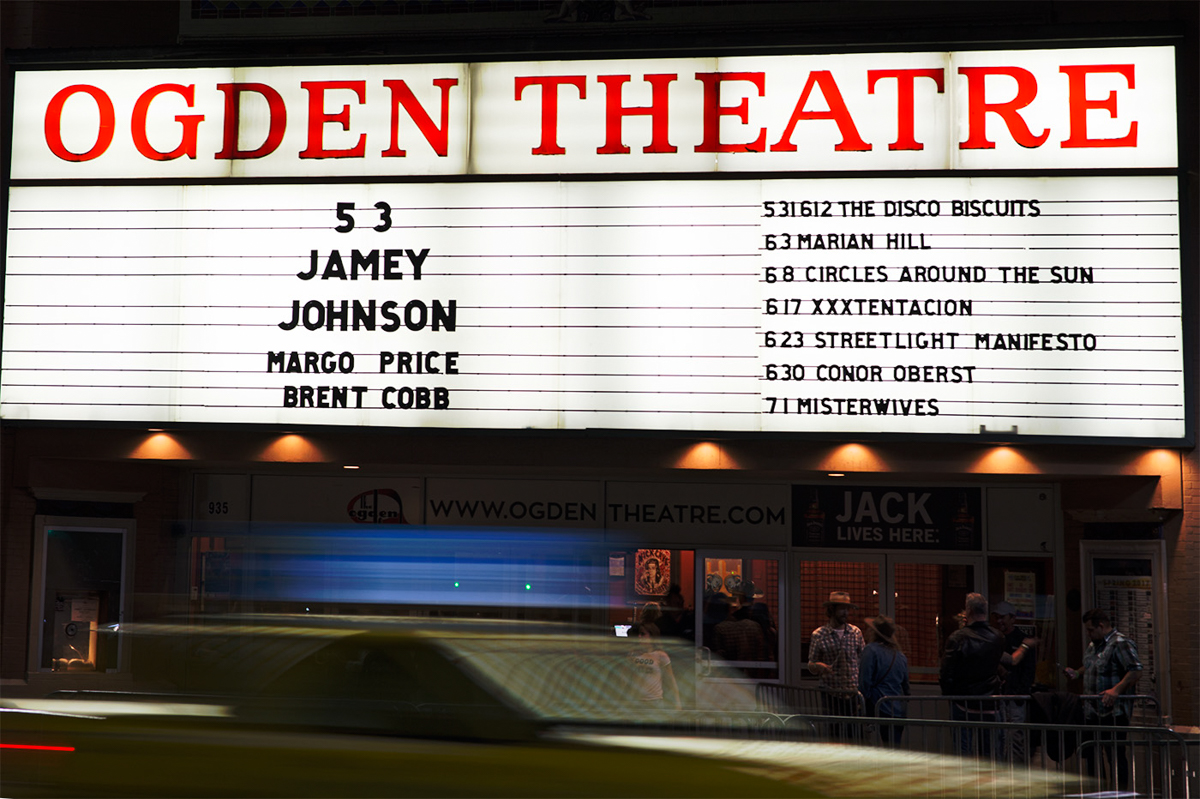 OGDEN THEATRE
5 3
JAMEY
JOHNSON
MARGO PRICE
BRENT COBB
531612 THE DISCO BISCUITS
63 MARIAN HILL
68 CIRCLES AROUND THE SUN
617 XXXTENTACION
623 STREETLIGHT MANIFESTO
630 CONOR OBERST
71 MISTERWIVES
935
ogden
WWW.OGDENTHEATRE.COM
JACK
LIVES HERE.